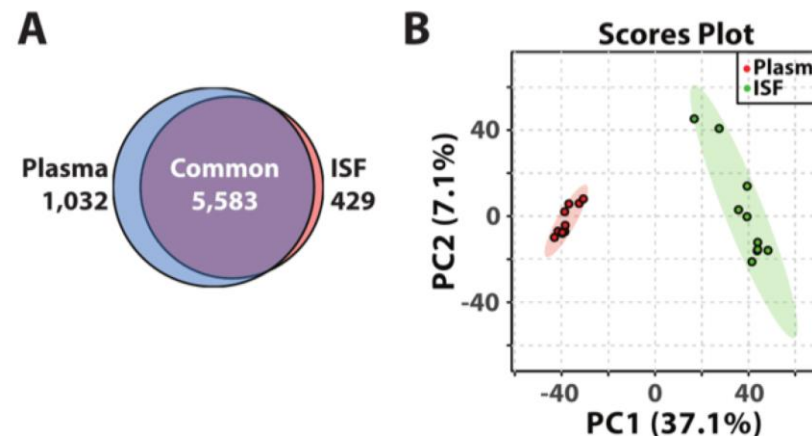 A
Plasma
1,032
Common
5,583
ISF
429
B
Scores Plot
Plasm
ISF
PC2 (7.1%)
40
0
-40
-40
0
40
PC1 (37.1%)